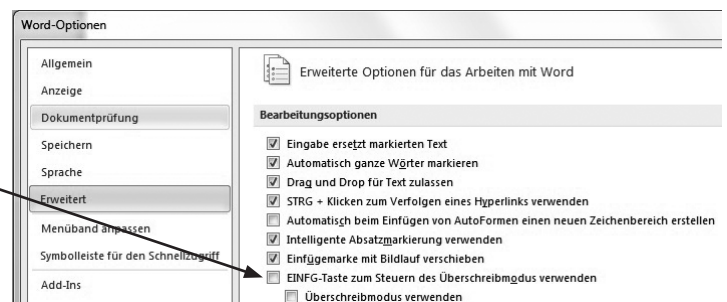 Word-Optionen
Allgemein
Anzeige
Dokumentprüfung
Speichern
Sprache
Erweitert
Menüband anpassen
Symbolleiste für den Schnellzugriff
Add-Ins
Erweiterte Optionen für das Arbeiten mit Word
Bearbeitungsoptionen
Eingabe ersetzt markierten Text
Automatisch ganze Wörter markieren
Drag und Drop für Text zulassen
STRG + Klicken zum Verfolgen eines Hyperlinks verwenden
Automatisch beim Einfügen von AutoFormen einen neuen Zeichenbereich erstellen
Intelligente Absatzmarkierung verwenden
Einfügemarke mit Bildlauf verschieben
EINFG-Taste zum Steuern des Überschreibmodus verwenden
Überschreibmodus verwenden